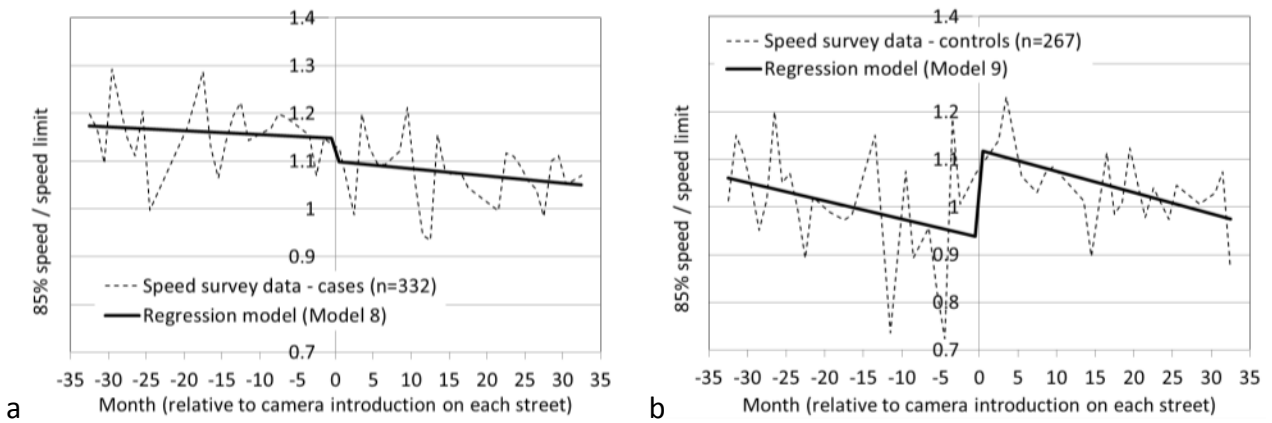 1.4
1.3
1.2
1.1
1
0.9
0.7
85% speed / speed limit
Speed survey data - cases (n=332)
Regression model (Model 8)
-35 -30 -25 -20 -15 -10 -5 0 5 10 15 20 25 30 35
Month (relative to camera introduction on each street)
a
1.4
1.2
1.1
1
0.9
0.8
0.7
85% speed / speed limit
Speed survey data - controls (n=267)
Regression model (Model 9)
-35 -30 -25 -20 -15 -10 -5 0 5 10 15 20 25 30 35
Month (relative to camera introduction on each street)
b